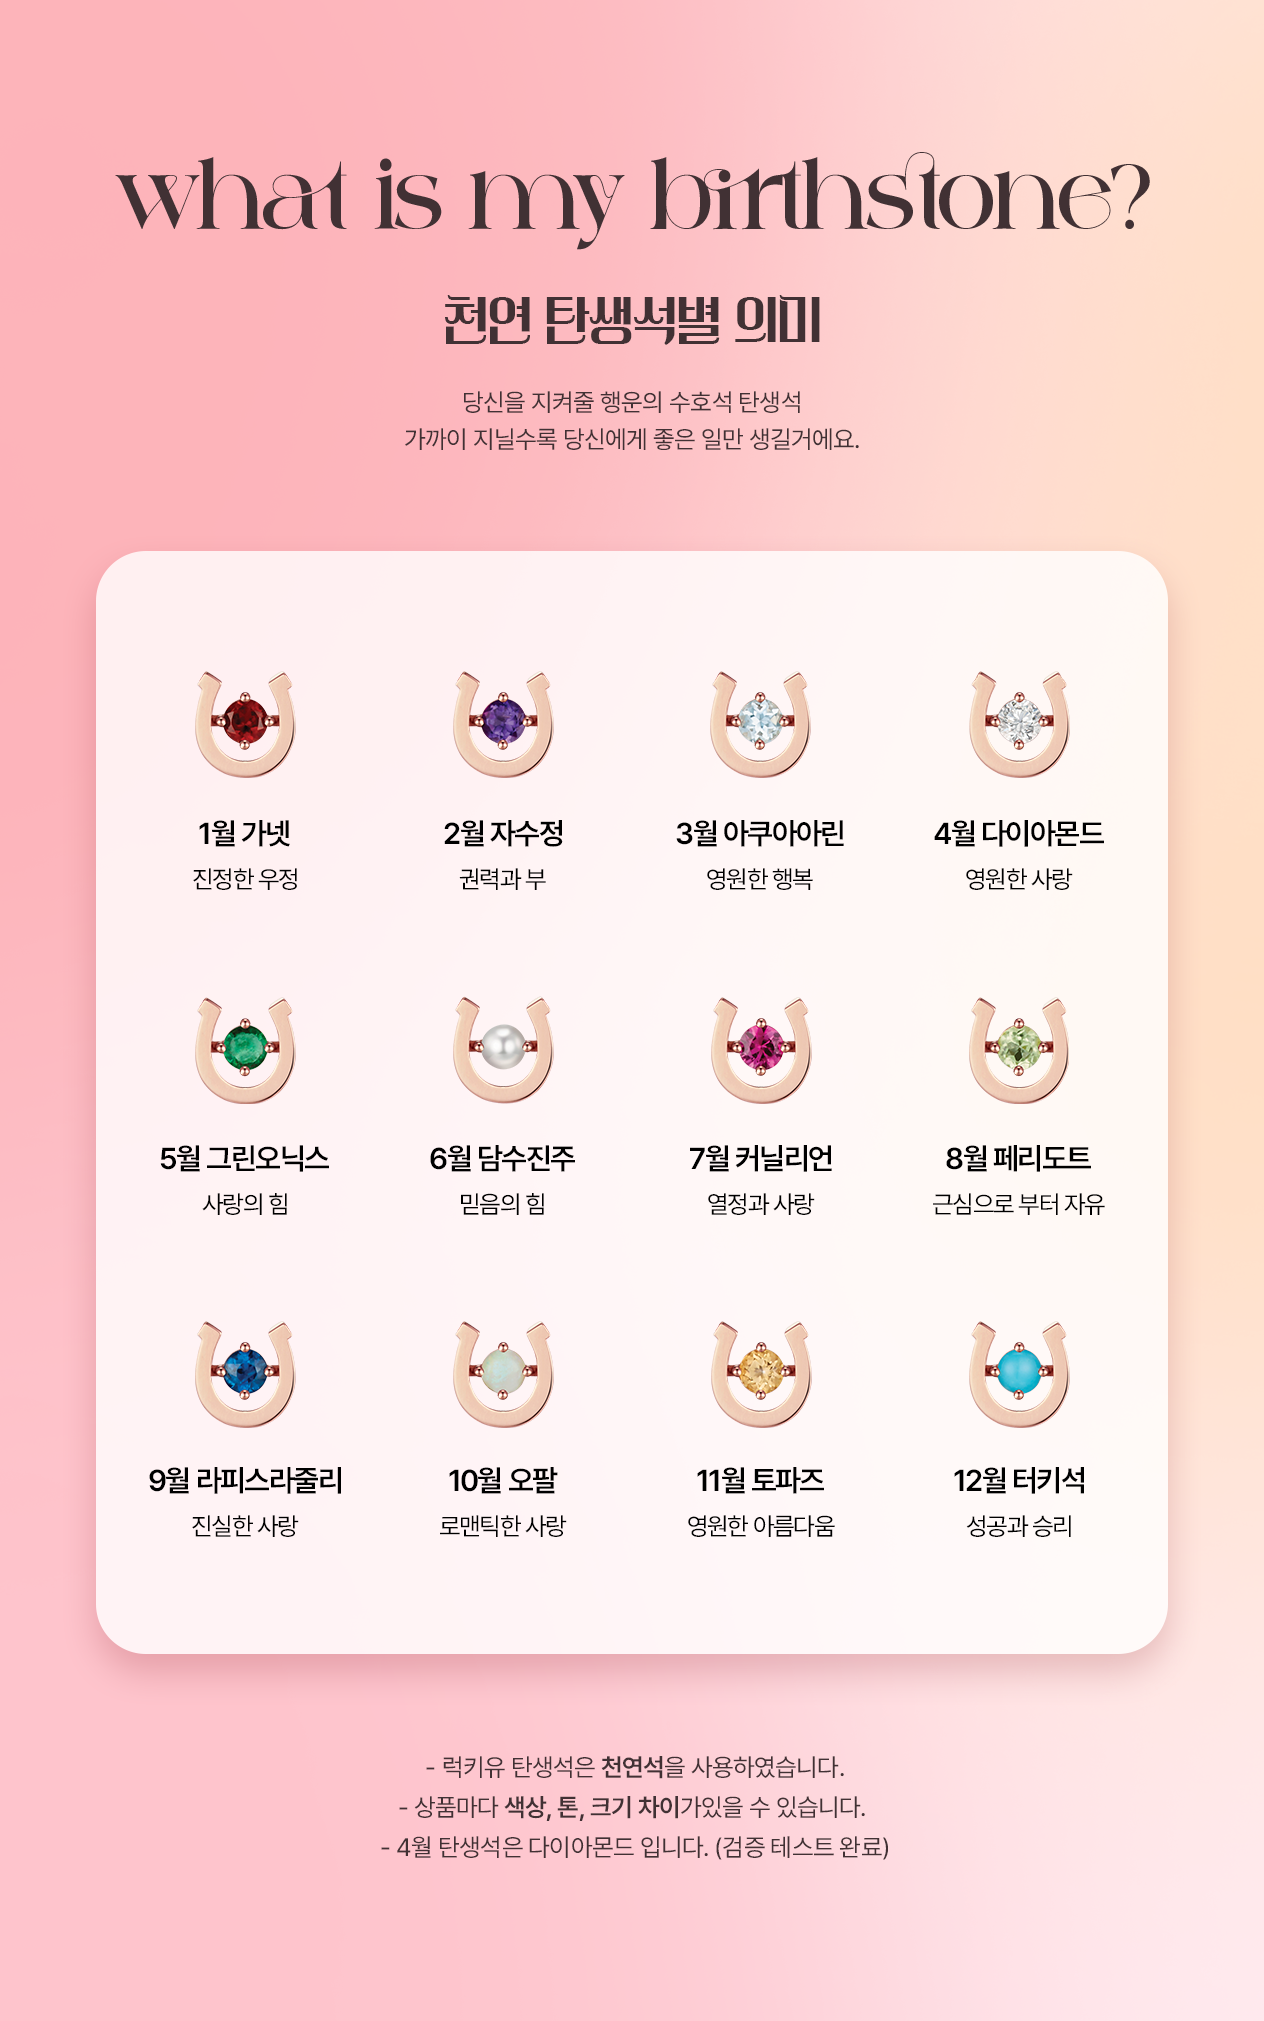 what is my birthstone?
천연 탄생석별 의미
당신을 지켜줄 행운의 수호석 탄생석
가까이 지닐수록 당신에게 좋은 일만 생길거에요.
1월 가넷
진정한 우정
2월 자수정
권력과 부
3월 아쿠아아린
영원한 행복
4월 다이아몬드
영원한 사랑
5월 그린오닉스
사랑의 힘
6월 담수진주
믿음의 힘
7월 커닐리언
열정과 사랑
8월 페리도트
근심으로 부터 자유
9월 라피스라줄리
진실한 사랑
10월 오팔
로맨틱한 사랑
11월 토파즈
영원한 아름다움
12월 터키석
성공과 승리
- 럭키유 탄생석은 천연석을 사용하였습니다.
- 상품마다 색상, 톤, 크기 차이가있을 수 있습니다.
- 4월 탄생석은 다이아몬드 입니다. (검증 테스트 완료)